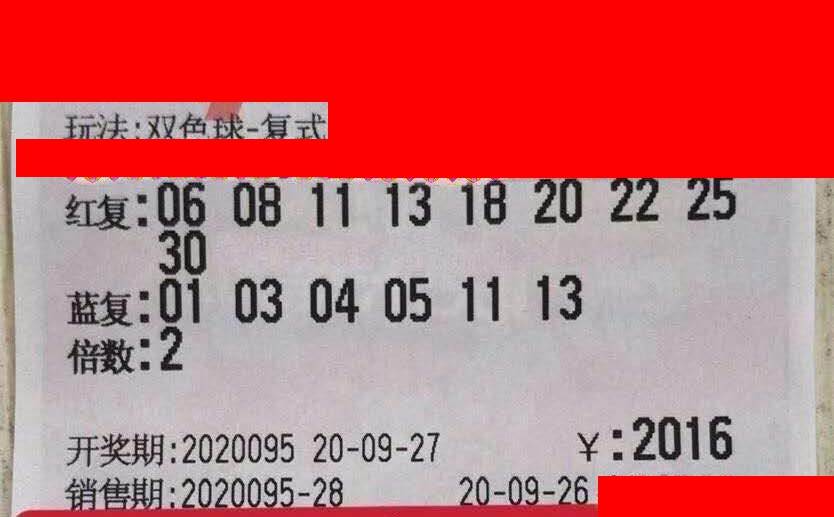 玩法:双色球-复式
红复:06 08 11 13 18 20 22 25
30
蓝复:01 03 04 05 11 13
倍数:2
开奖期:2020095 20-09-27 ¥:2016
销售期:2020095-28 20-09-26